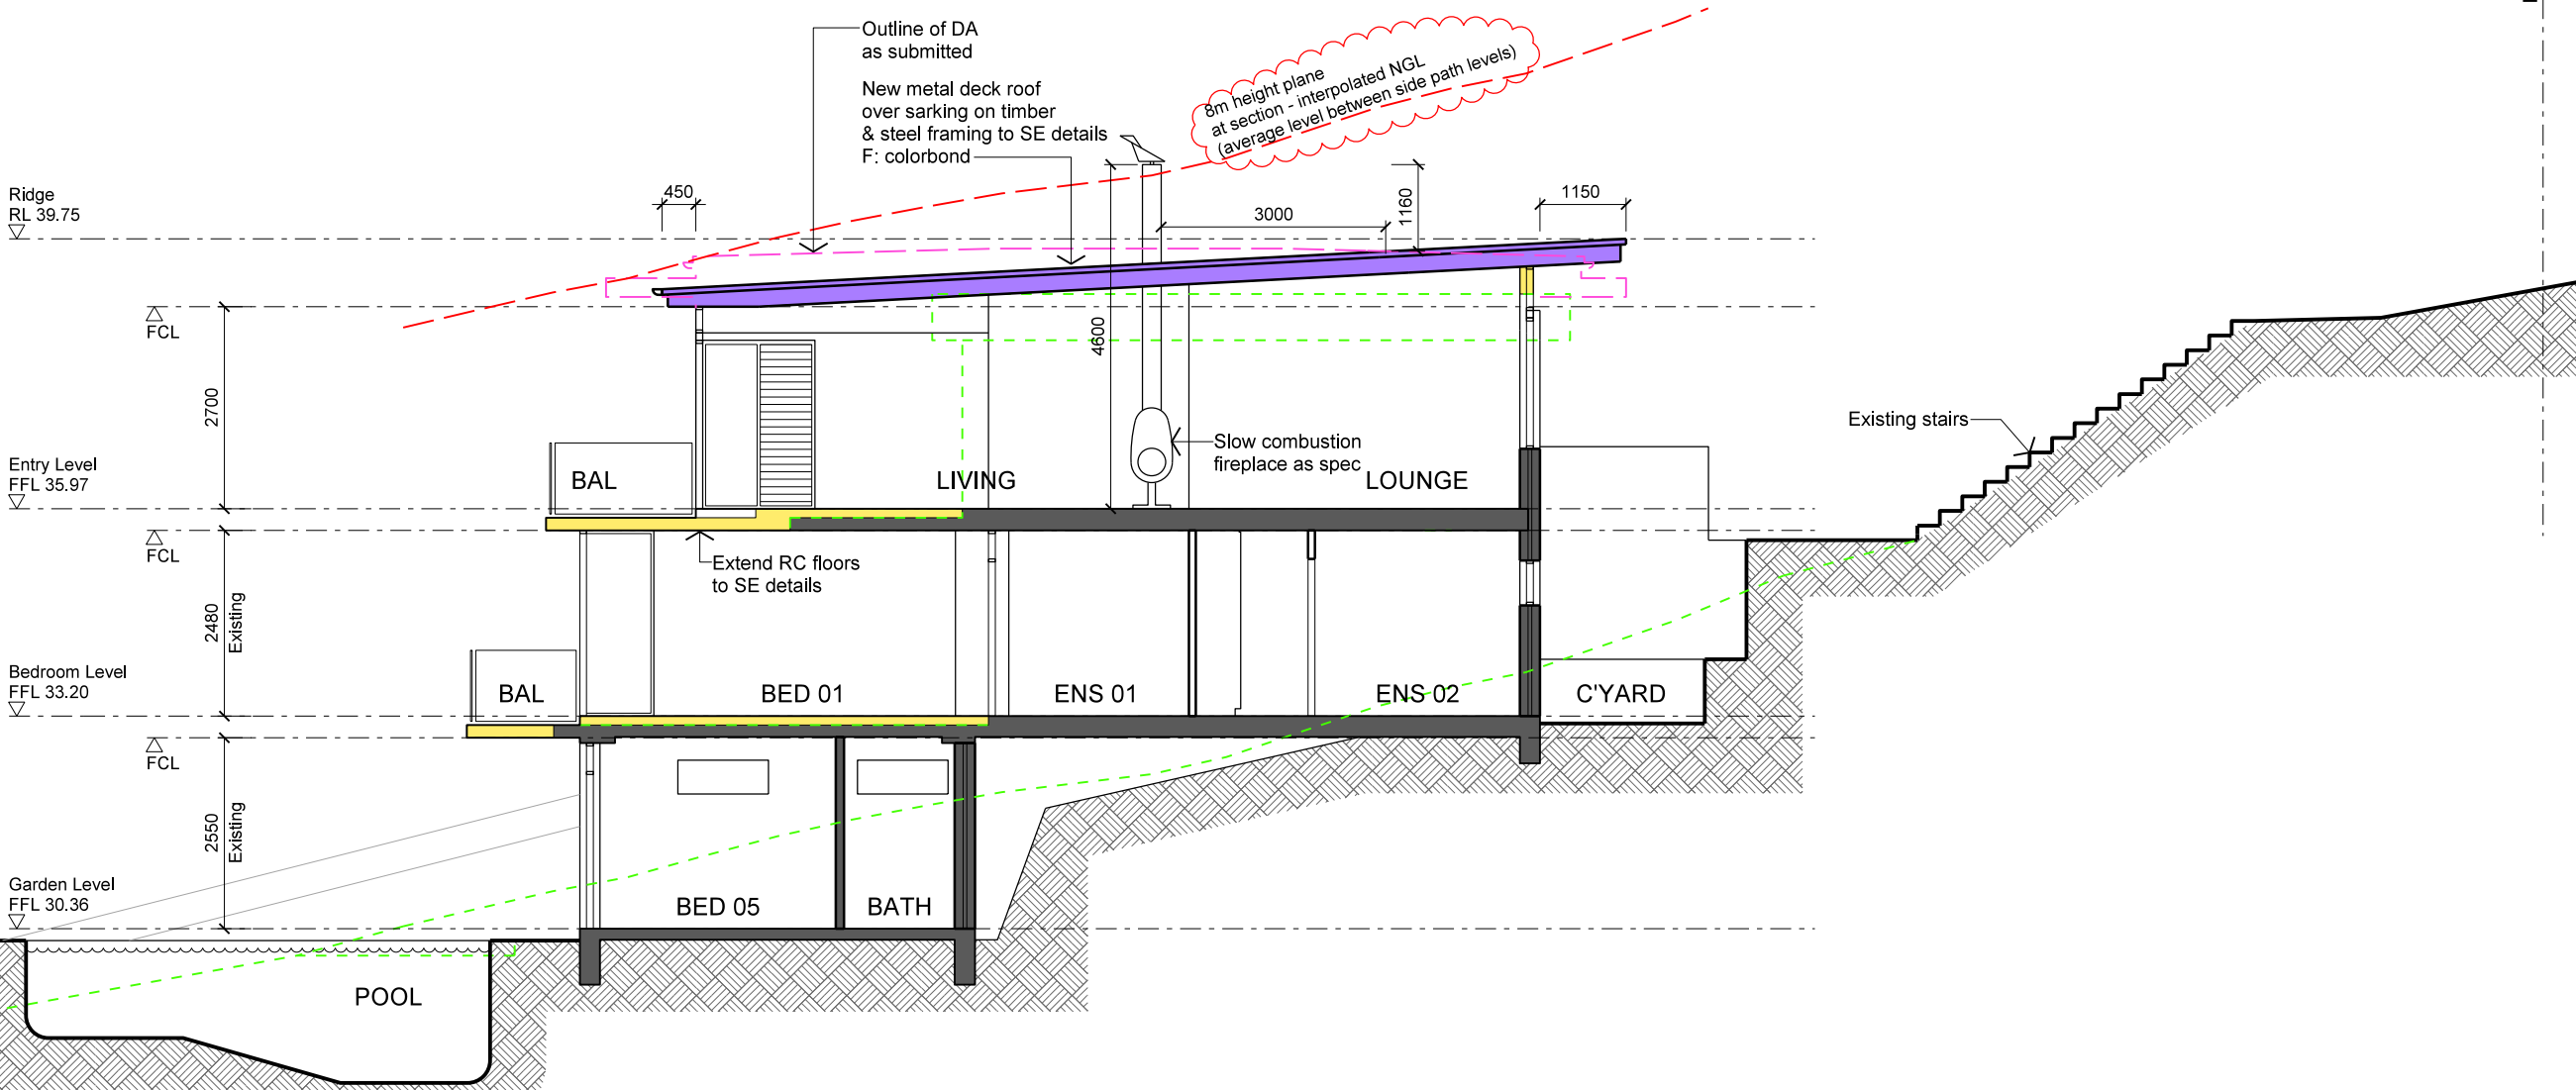 Outline of DA
as submitted
New metal deck roof
over sarking on timber
& steel framing to SE details
F: colorbond
8m height plane
at section - interpolated NGL
(average level between side path levels)
Ridge
RL 39.75
450
3000
1160
1150
FCL
2700
4600
Existing stairs
Slow combustion
fireplace as spec
Entry Level
FFL 35.97
BAL
LIVING
LOUNGE
FCL
Extend RC floors
to SE details
2480
Existing
Bedroom Level
FFL 33.20
BAL
BED 01
ENS 01
ENS 02
C'YARD
FCL
2550
Existing
Garden Level
FFL 30.36
BED 05
BATH
POOL